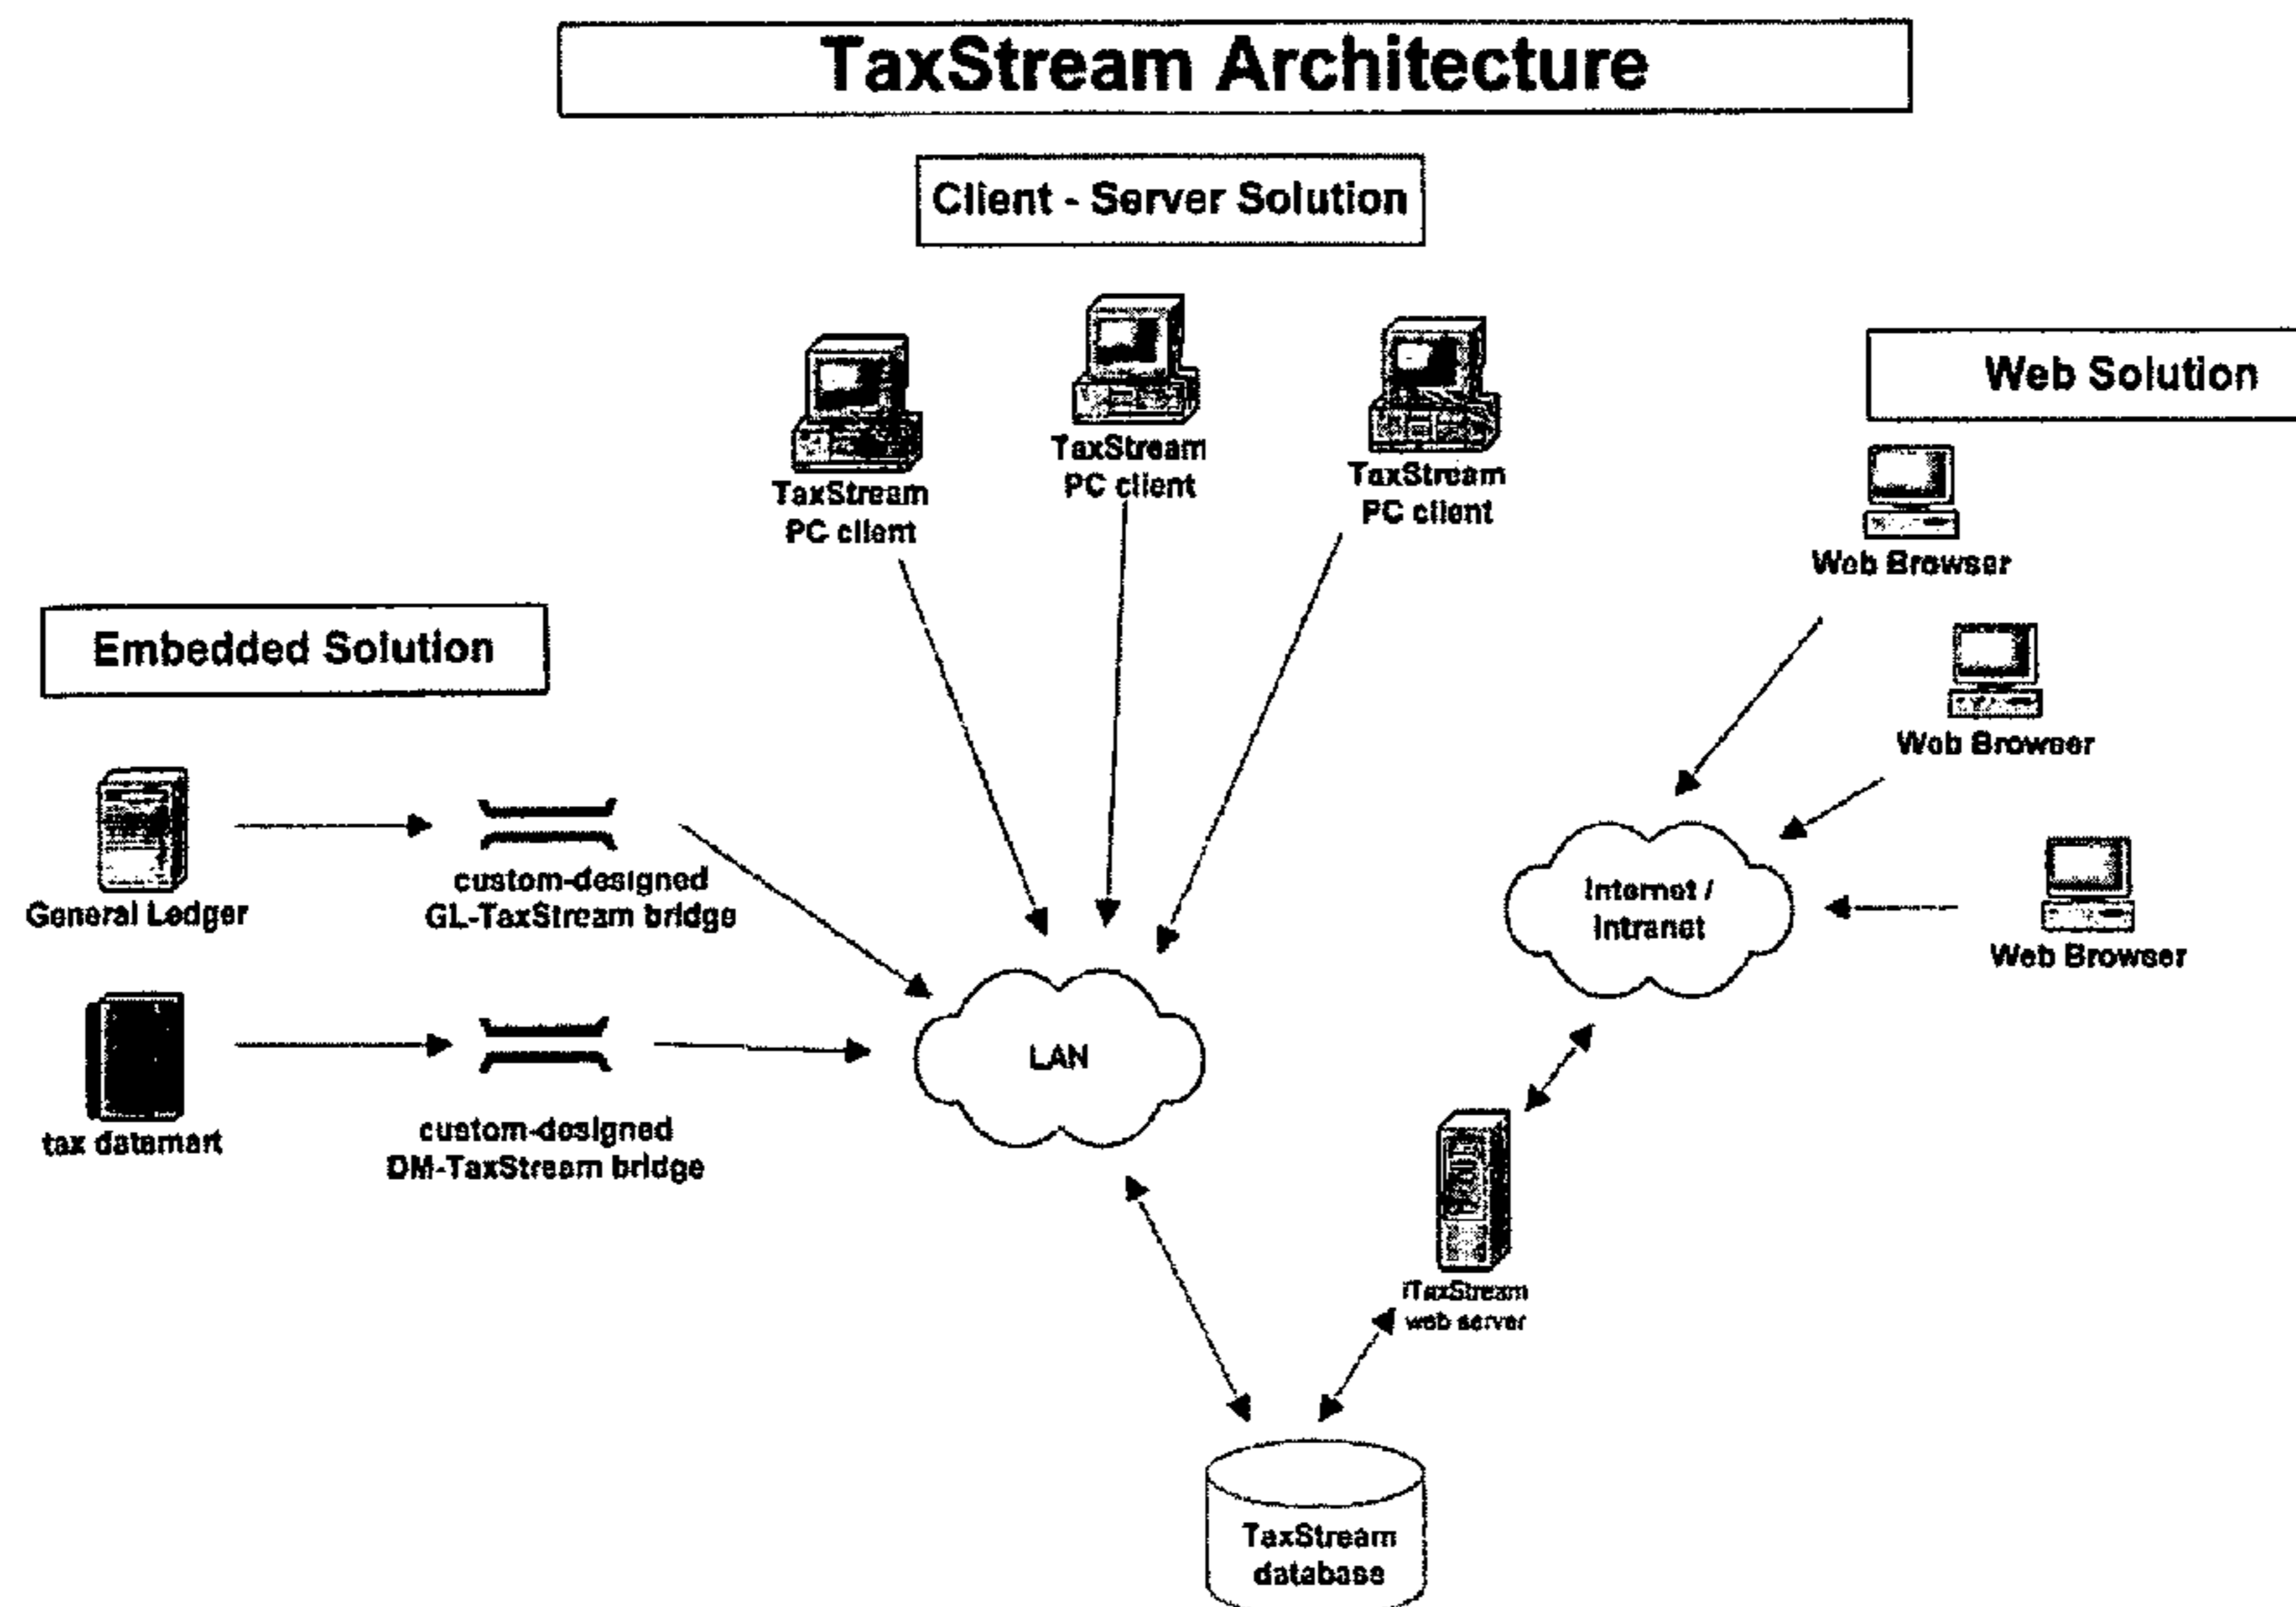 TaxStream Architecture
Client - Server Solution
Web Solution
TaxStream
PC client
TaxStream
PC client
TaxStream
PC client
Web Browser
Embedded Solution
Web Browser
Web Browser
General Ledger
custom-designed
GL-TaxStream bridge
Internet /
Intranet
tax datamart
custom-designed
DM-TaxStream bridge
LAN
iTaxStream
web server
TaxStream
database